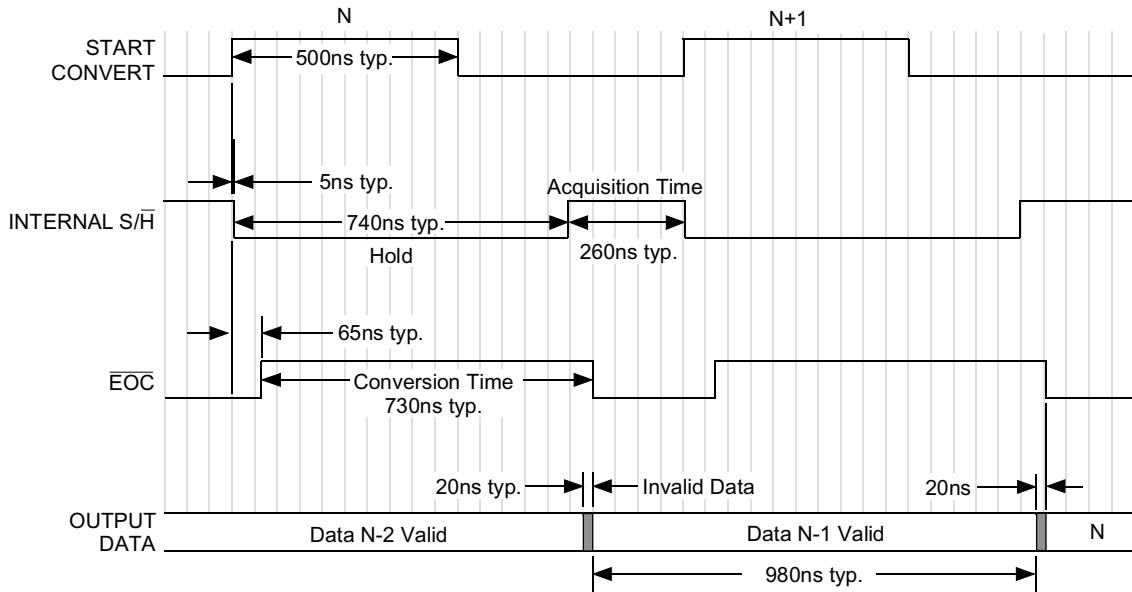 N
N+1
START
CONVERT
500ns typ.
5ns typ.
Acquisition Time
INTERNAL S/H̅
740ns typ.
Hold
260ns typ.
65ns typ.
E̅O̅C̅
Conversion Time
730ns typ.
20ns typ.
Invalid Data
20ns
OUTPUT
DATA
Data N-2 Valid
Data N-1 Valid
N
980ns typ.